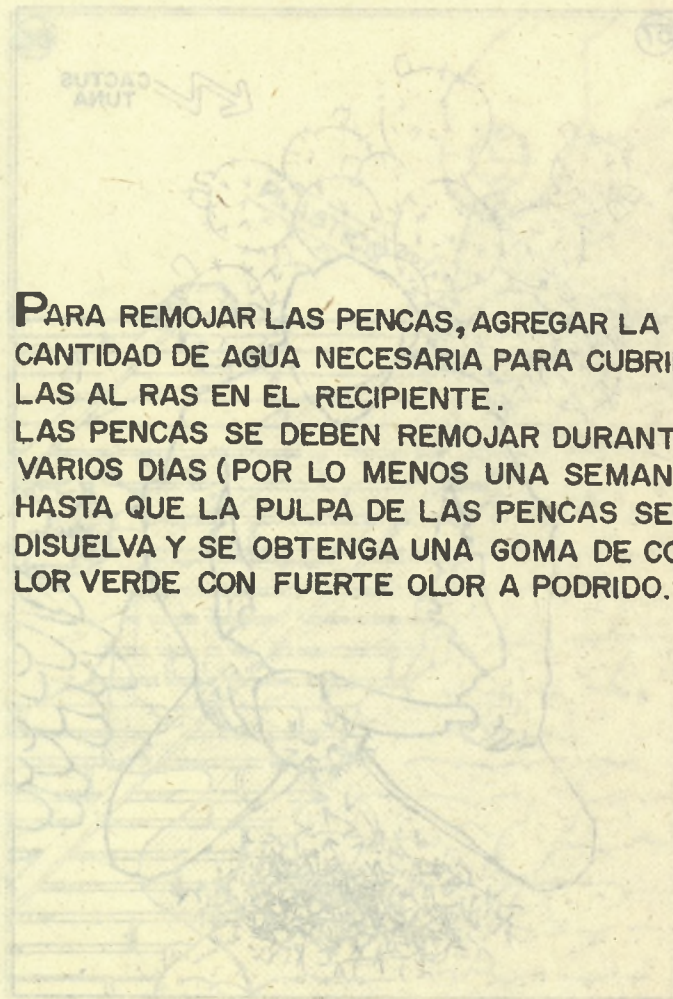 PARA REMOJAR LAS PENCAS, AGREGAR LA
CANTIDAD DE AGUA NECESARIA PARA CUBRI
LAS AL RAS EN EL RECIPIENTE.
LAS PENCAS SE DEBEN REMOJAR DURANT
VARIOS DIAS (POR LO MENOS UNA SEMAN
HASTA QUE LA PULPA DE LAS PENCAS SE
DISUELVA Y SE OBTENGA UNA GOMA DE CO
LOR VERDE CON FUERTE OLOR A PODRIDO.
CACTUS
TUNA